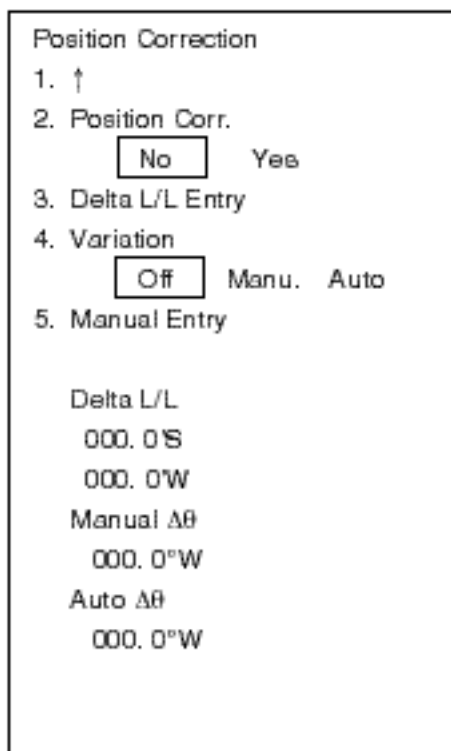 Position Correction
1. ↑
2. Position Corr.
No Yes
3. Delta L/L Entry
4. Variation
Off Manu. Auto
5. Manual Entry
Delta L/L
000. 0'S
000. 0'W
Manual Δθ
000. 0°W
Auto Δθ
000. 0°W